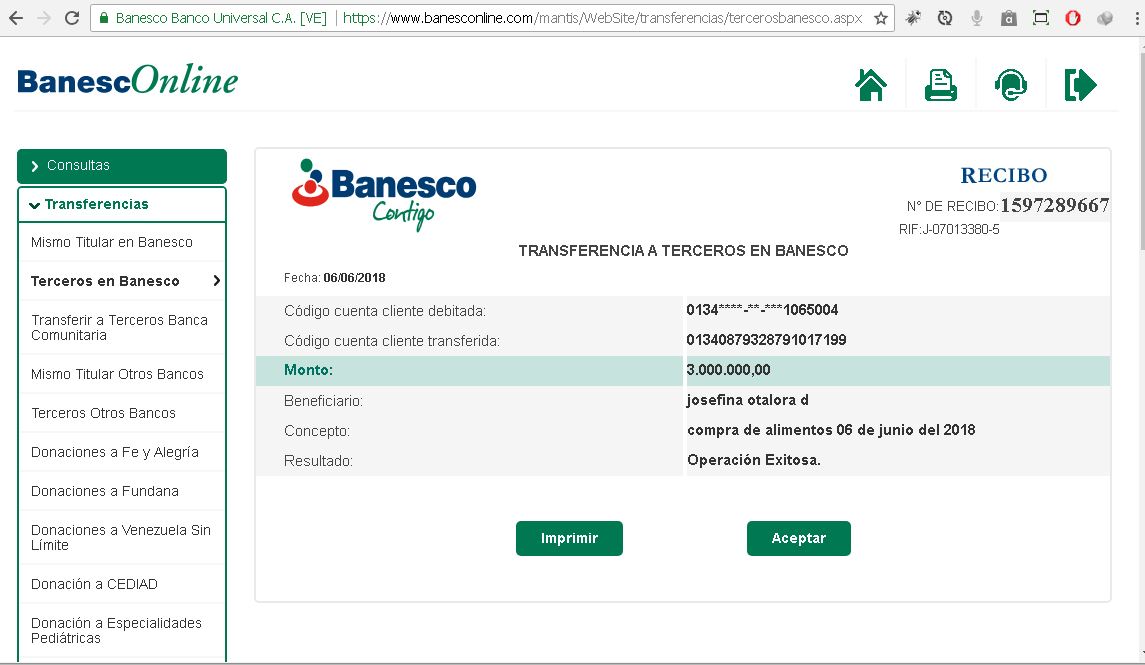 Banesco Banco Universal C.A. [VE] | https://www.banesconline.com/mantis/WebSite/transferencias/tercerosbanesco.aspx
BanescOnline
Consultas
Transferencias
Mismo Titular en Banesco
Terceros en Banesco
Transferir a Terceros Banca
Comunitaria
Mismo Titular Otros Bancos
Terceros Otros Bancos
Donaciones a Fe y Alegría
Donaciones a Fundana
Donaciones a Venezuela Sin
Límite
Donación a CEDIAD
Donación a Especialidades
Pediátricas
Banesco
Contigo
RECIBO
N° DE RECIBO: 1597289667
RIF:J-07013380-5
TRANSFERENCIA A TERCEROS EN BANESCO
Fecha: 06/06/2018
Código cuenta cliente debitada: 0134****-**-***1065004
Código cuenta cliente transferida: 01340879328791017199
Monto: 3.000.000,00
Beneficiario: josefina otalora d
Concepto: compra de alimentos 06 de junio del 2018
Resultado: Operación Exitosa.
Imprimir Aceptar